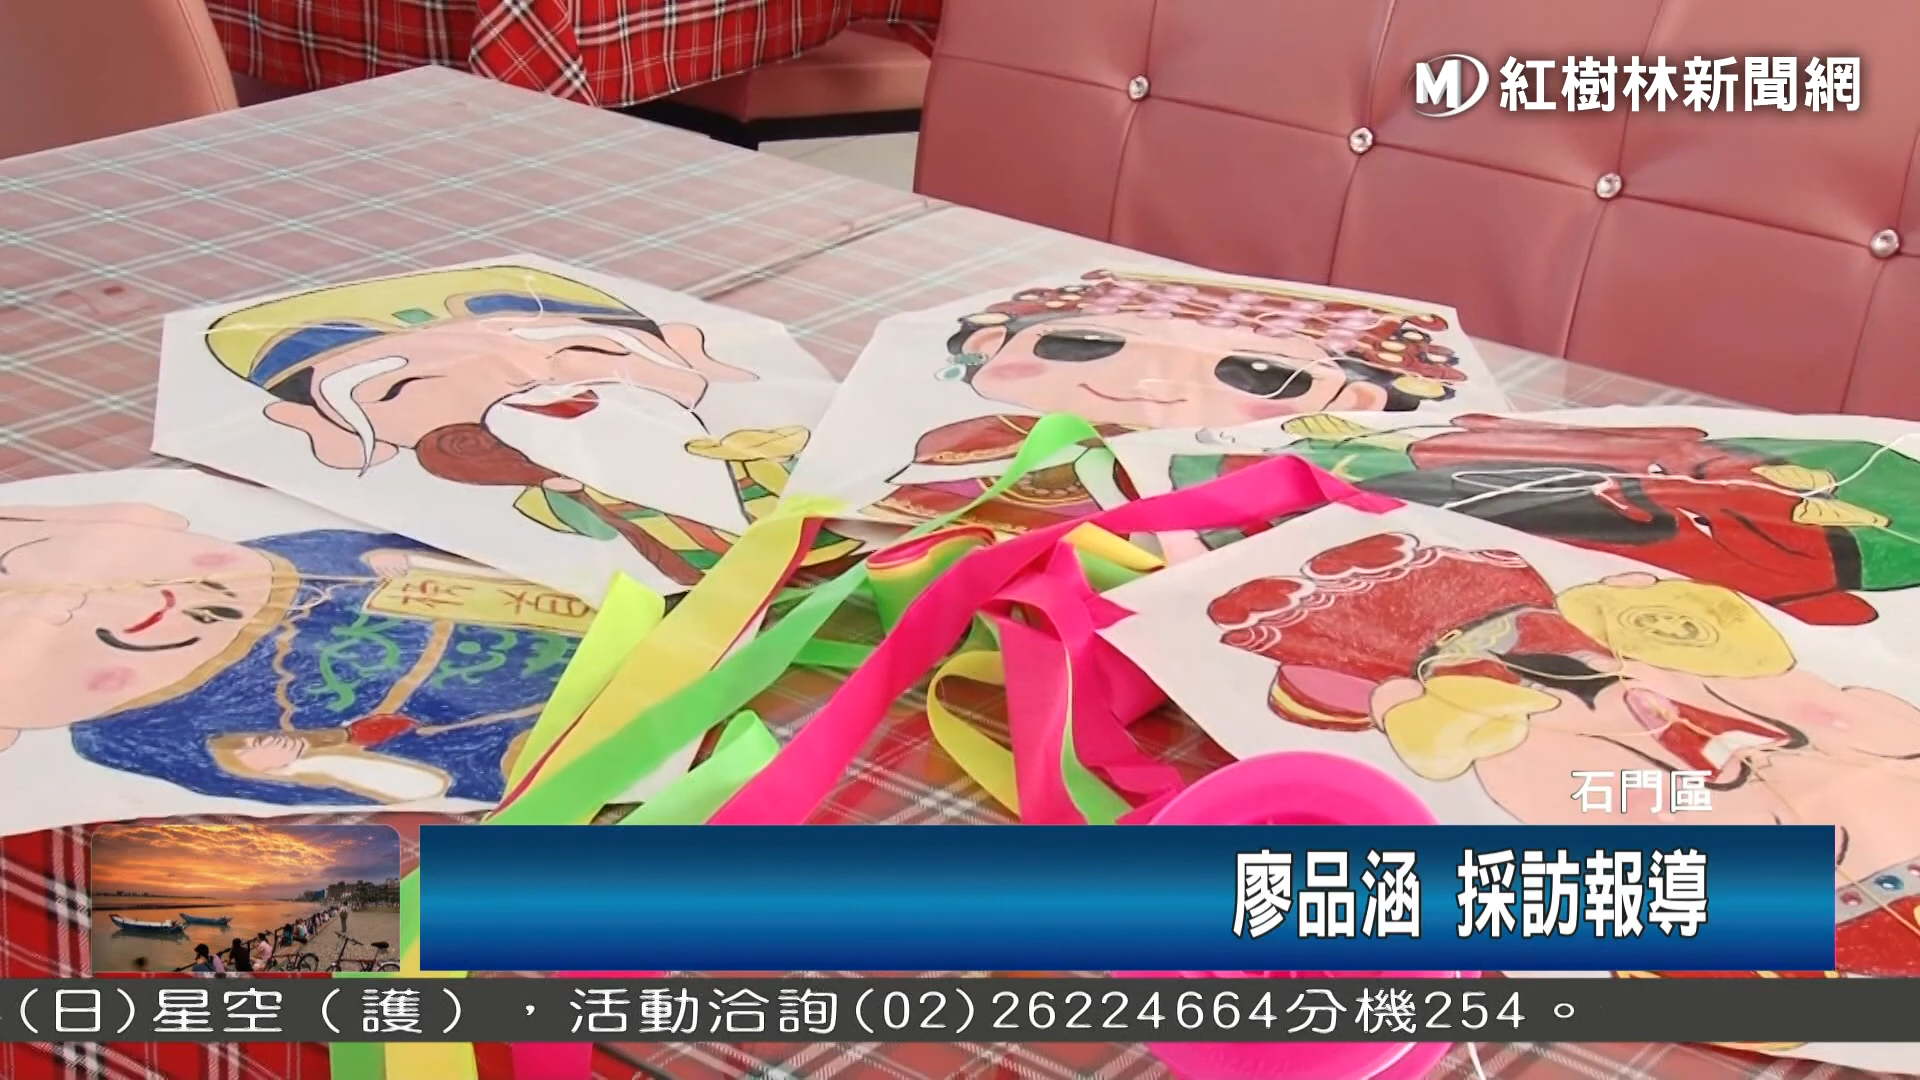 紅樹林新聞網
石門區
廖品涵 採訪報導
(日)星空（護），活動洽詢(02)26224664分機254。